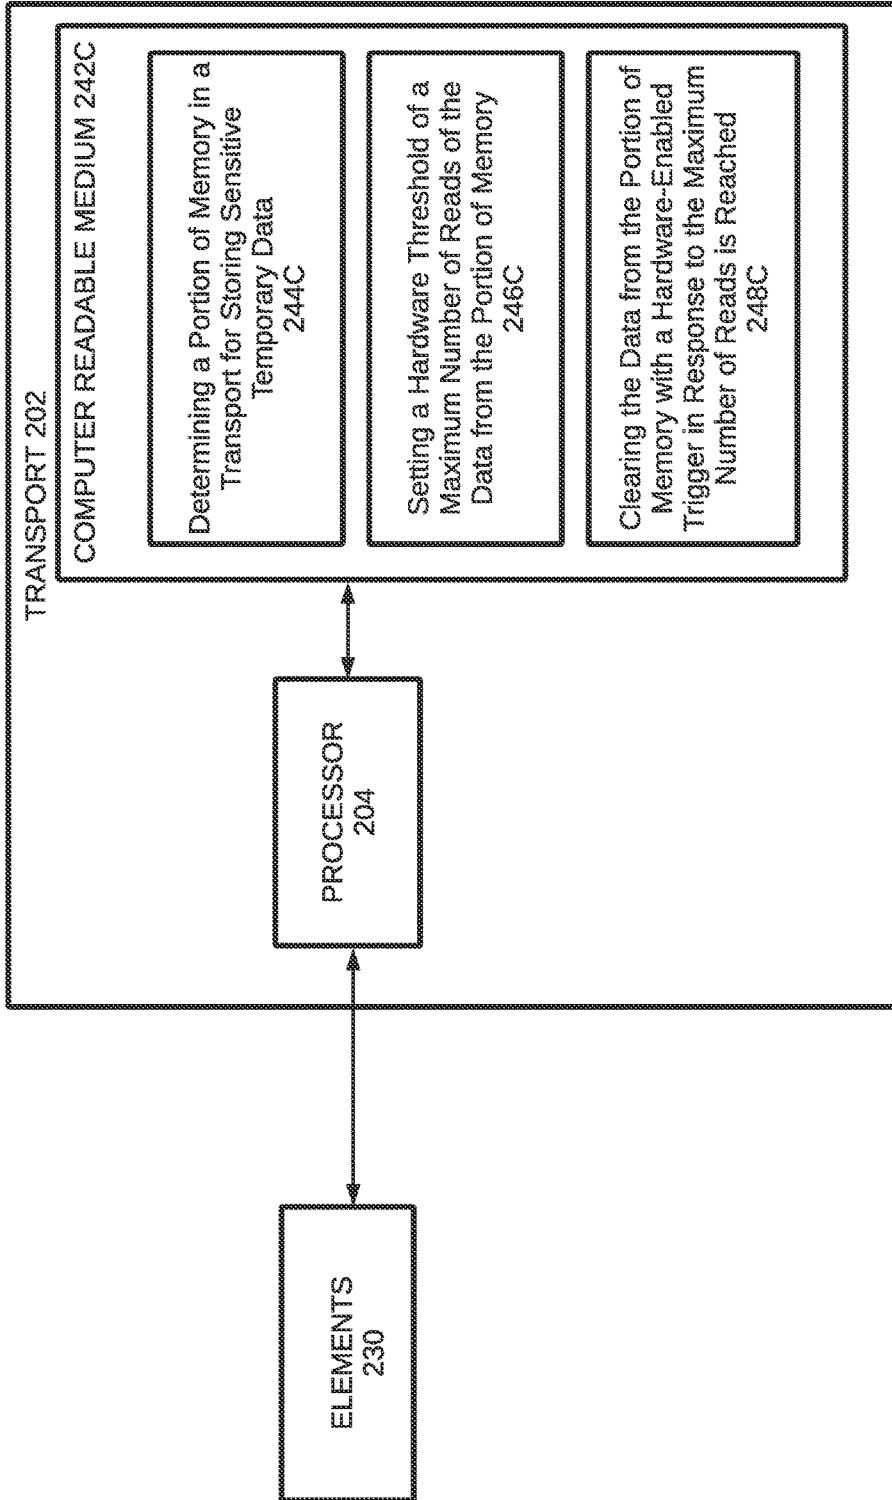 TRANSPORT 202
COMPUTER READABLE MEDIUM 242C
Determining a Portion of Memory in a
Transport for Storing Sensitive
Temporary Data
244C
Setting a Hardware Threshold of a
Maximum Number of Reads of the
Data from the Portion of Memory
246C
Clearing the Data from the Portion of
Memory with a Hardware-Enabled
Trigger in Response to the Maximum
Number of Reads is Reached
248C
PROCESSOR
204
ELEMENTS
230